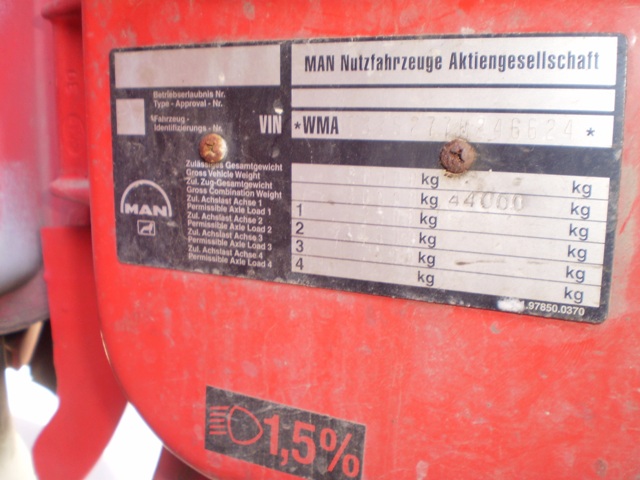 MAN Nutzfahrzeuge Aktiengesellschaft
Betriebserlaubnis Nr.
Type - Approval - Nr.
Fahrzeug -
Identifizierungs - Nr.
VIN
*WMA 46624 *
Zulässiges Gesamtgewicht
Gross Vehicle Weight
Zul. Zug-Gesamtgewicht
Gross Combination Weight
Zul. Achslast Achse 1
Permissible Axle Load 1
Zul. Achslast Achse 2
Permissible Axle Load 2
Zul. Achslast Achse 3
Permissible Axle Load 3
Zul. Achslast Achse 4
Permissible Axle Load 4
MAN
kg kg
kg 44000 kg
1 kg kg
2 kg kg
3 kg kg
4 kg kg
.97850.0370
1,5%